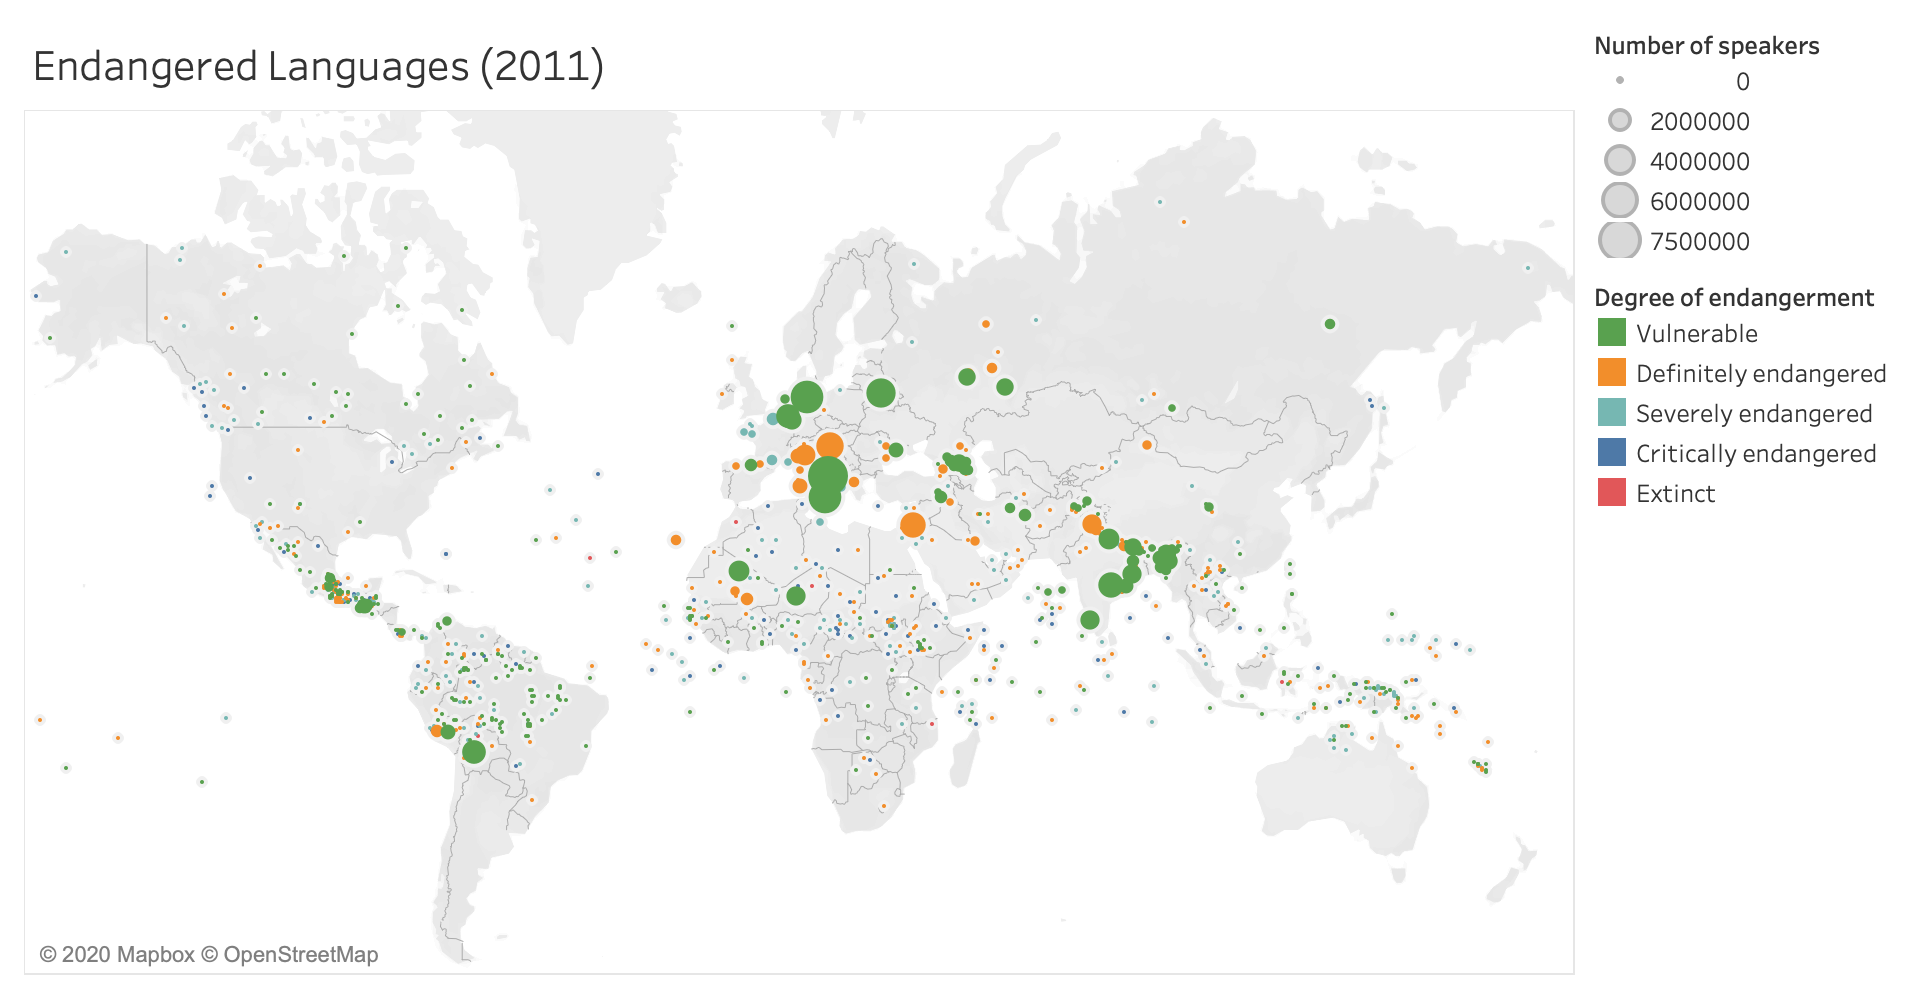 Endangered Languages (2011)
Number of speakers
0
2000000
4000000
6000000
7500000
Degree of endangerment
Vulnerable
Definitely endangered
Severely endangered
Critically endangered
Extinct
© 2020 Mapbox © OpenStreetMap